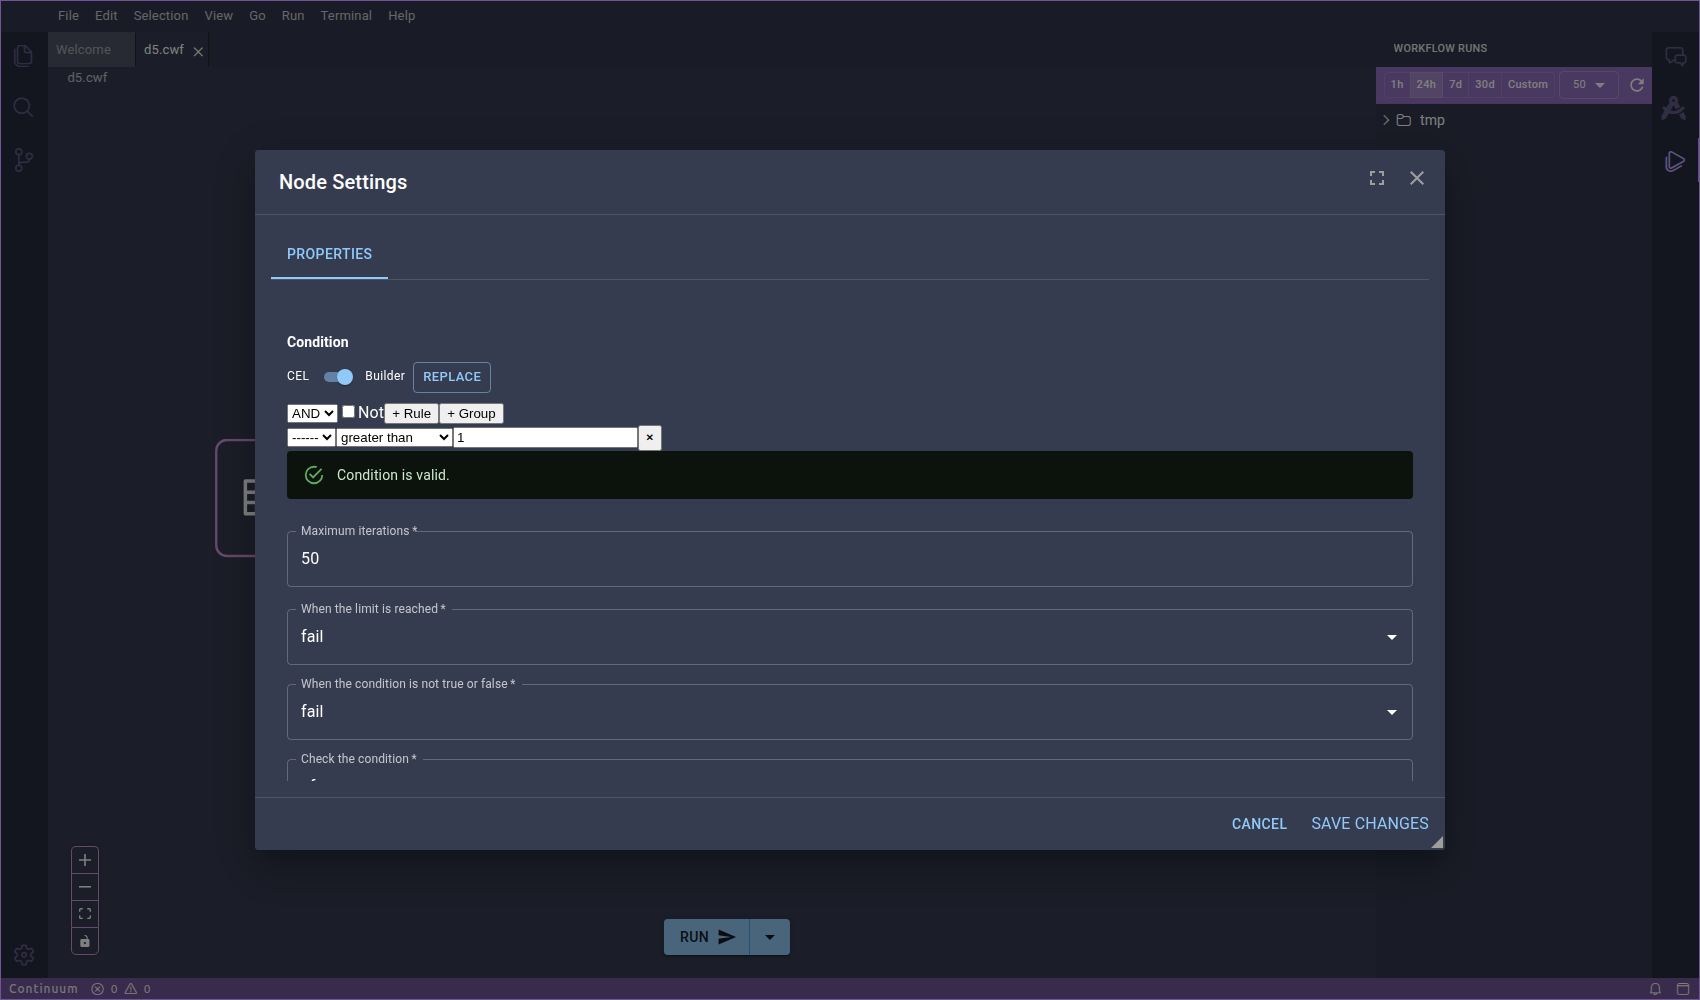 File Edit Selection View Go Run Terminal Help
Welcome d5.cwf
d5.cwf
WORKFLOW RUNS
1h 24h 7d 30d Custom 50
tmp
Node Settings
PROPERTIES
Condition
CEL Builder REPLACE
AND Not + Rule + Group
------ greater than 1 ×
Condition is valid.
Maximum iterations *
50
When the limit is reached *
fail
When the condition is not true or false *
fail
Check the condition *
CANCEL SAVE CHANGES
RUN
Continuum 0 0